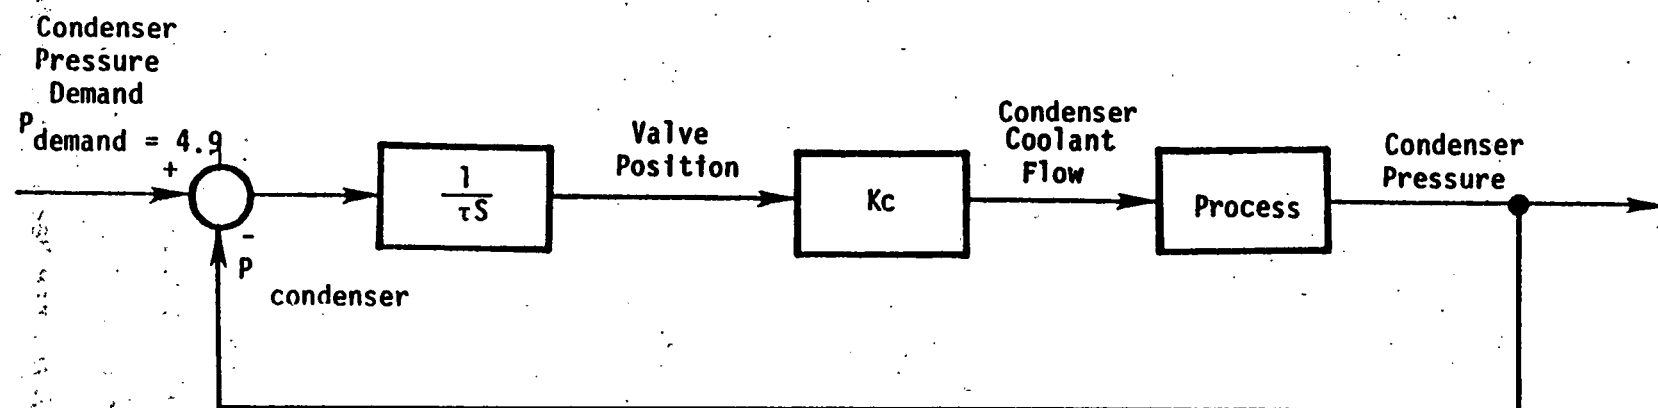 Condenser
Pressure
Demand
P demand = 4.9
+
-
P condenser
1
τS
Valve
Position
Kc
Condenser
Coolant
Flow
Process
Condenser
Pressure